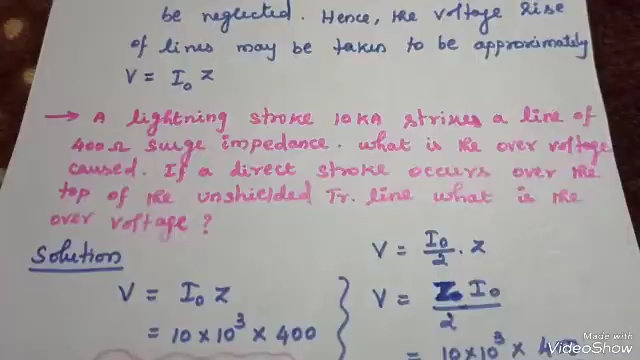 be neglected. Hence, the voltage rise
of lines may be taken to be approximately
V = I₀ Z
→ A lightning stroke 10KA strikes a line of
400Ω surge impedance. what is the over voltage
caused. If a direct stroke occurs over the
top of the unshielded Tr. line what is the
over voltage?
Solution
V = I₀ Z
= 10×10³ × 400
V = I₀/2 . Z
V = Z I₀/2
= 10×10³ × 400
Made with
VideoShow